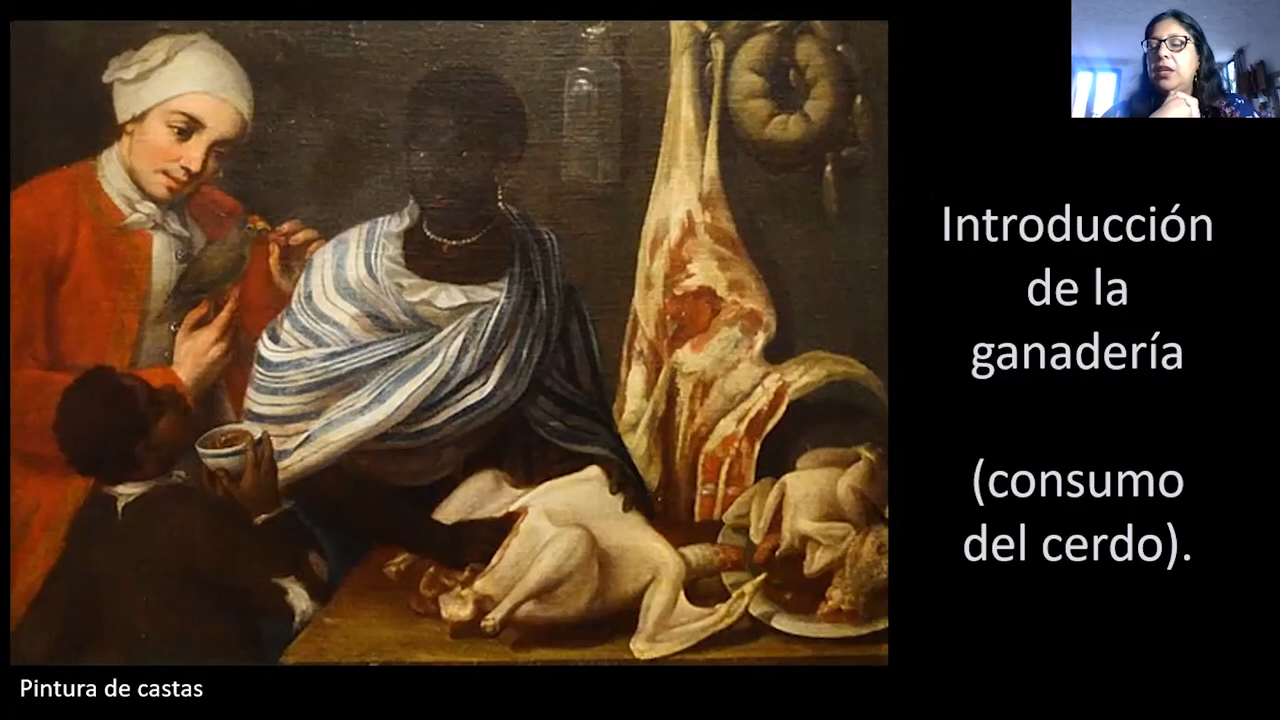 Introducción
de la
ganadería
(consumo
del cerdo).
Pintura de castas